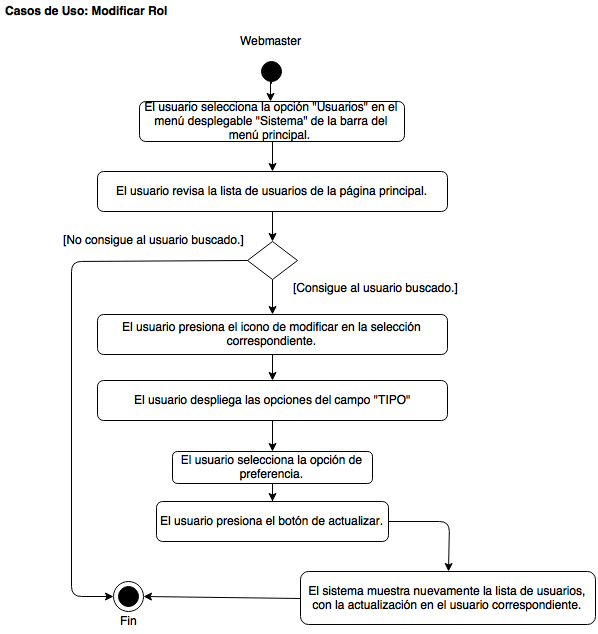 Casos de Uso: Modificar Rol
Webmaster
El usuario selecciona la opción "Usuarios" en el
menú desplegable "Sistema" de la barra del
menú principal.
El usuario revisa la lista de usuarios de la página principal.
[No consigue al usuario buscado.]
[Consigue al usuario buscado.]
El usuario presiona el icono de modificar en la selección
correspondiente.
El usuario despliega las opciones del campo "TIPO"
El usuario selecciona la opción de
preferencia.
El usuario presiona el botón de actualizar.
El sistema muestra nuevamente la lista de usuarios,
con la actualización en el usuario correspondiente.
Fin